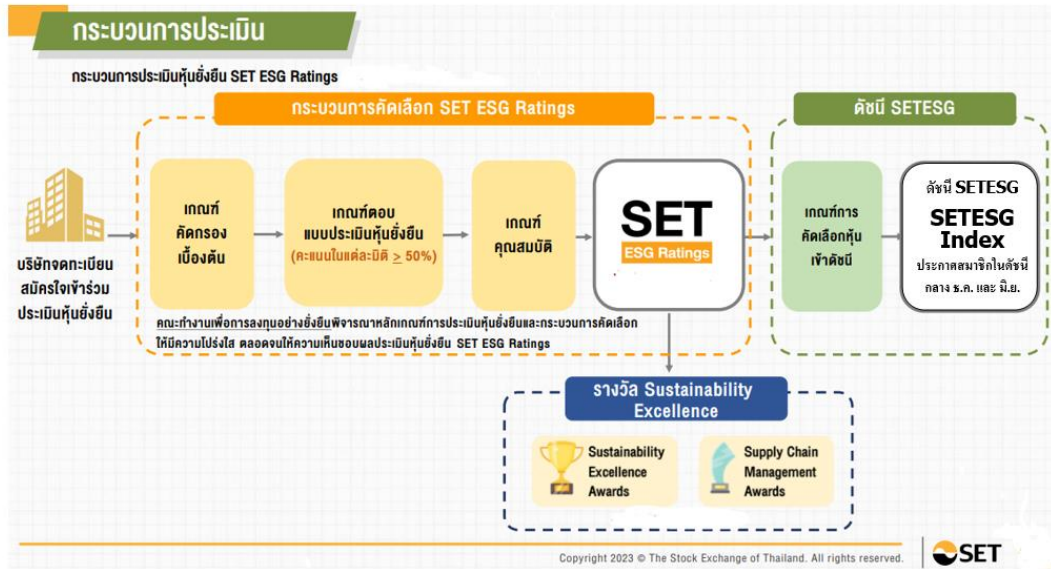 กระบวนการประเมิน
กระบวนการประเมินหุ้นยั่งยืน SET ESG Ratings
กระบวนการคัดเลือก SET ESG Ratings
ดัชนี SETESG
บริษัทจดทะเบียน
สมัครใจเข้าร่วม
ประเมินหุ้นยั่งยืน
เกณฑ์
คัดกรอง
เบื้องต้น
เกณฑ์ตอบ
แบบประเมินหุ้นยั่งยืน
(คะแนนในแต่ละมิติ ≥ 50%)
เกณฑ์
คุณสมบัติ
SET
ESG Ratings
เกณฑ์การ
คัดเลือกหุ้น
เข้าดัชนี
ดัชนี SETESG
SETESG
Index
ประกาศสมาชิกในดัชนี
กลาง ธ.ค. และ มิ.ย.
คณะทำงานเพื่อการลงทุนอย่างยั่งยืนพิจารณาหลักเกณฑ์การประเมินหุ้นยั่งยืนและกระบวนการคัดเลือก
ให้มีความโปร่งใส ตลอดจนให้ความเห็นชอบผลประเมินหุ้นยั่งยืน SET ESG Ratings
รางวัล Sustainability
Excellence
Sustainability
Excellence
Awards
Supply Chain
Management
Awards
Copyright 2023 © The Stock Exchange of Thailand. All rights reserved.
SET